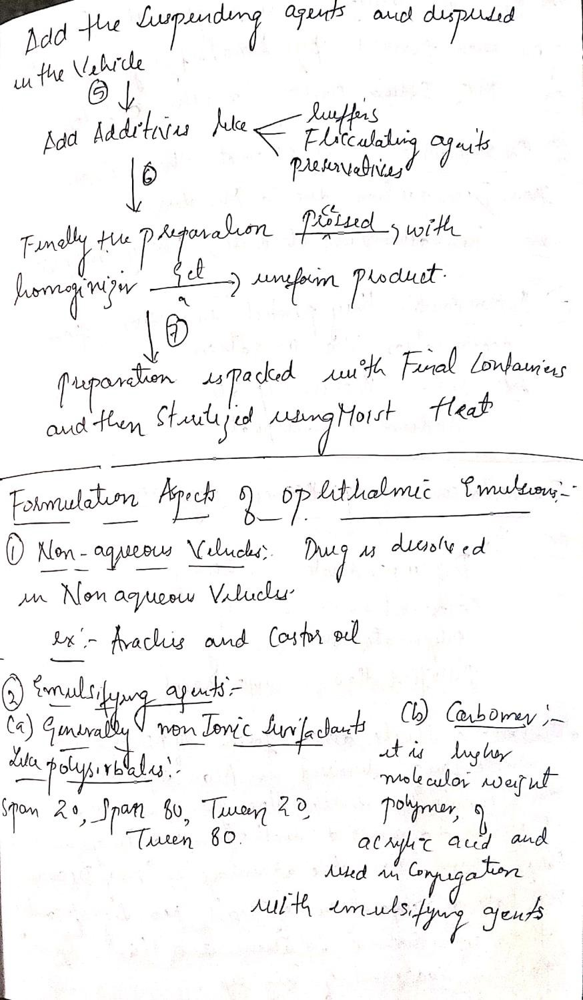 Add the Suspending agents and dispersed
in the Vehicle
⑤
Add Additives like
buffers
Flocculating agents
preservatives
⑥
Finally the preparation processed, with
homoginizer Get a uniform product.
⑦
preparation is packed with Final Containers
and then Sterilized using Moist Heat
Formulation Aspects of ophthalmic Emulsions:-
① Non-aqueous Vehicles:- Drug is dissolved
in Non aqueous Vehicles
ex:- Arachis and Castor oil
② Emulsifying agents:-
(a) Generally non Ionic Surfactants
Like polysorbates:-
Span 20, Span 80, Tween 20,
Tween 80.
(b) Carbomer:-
it is higher
molecular weight
polymer, of
acrylic acid and
used in Conjugation
with emulsifying agents